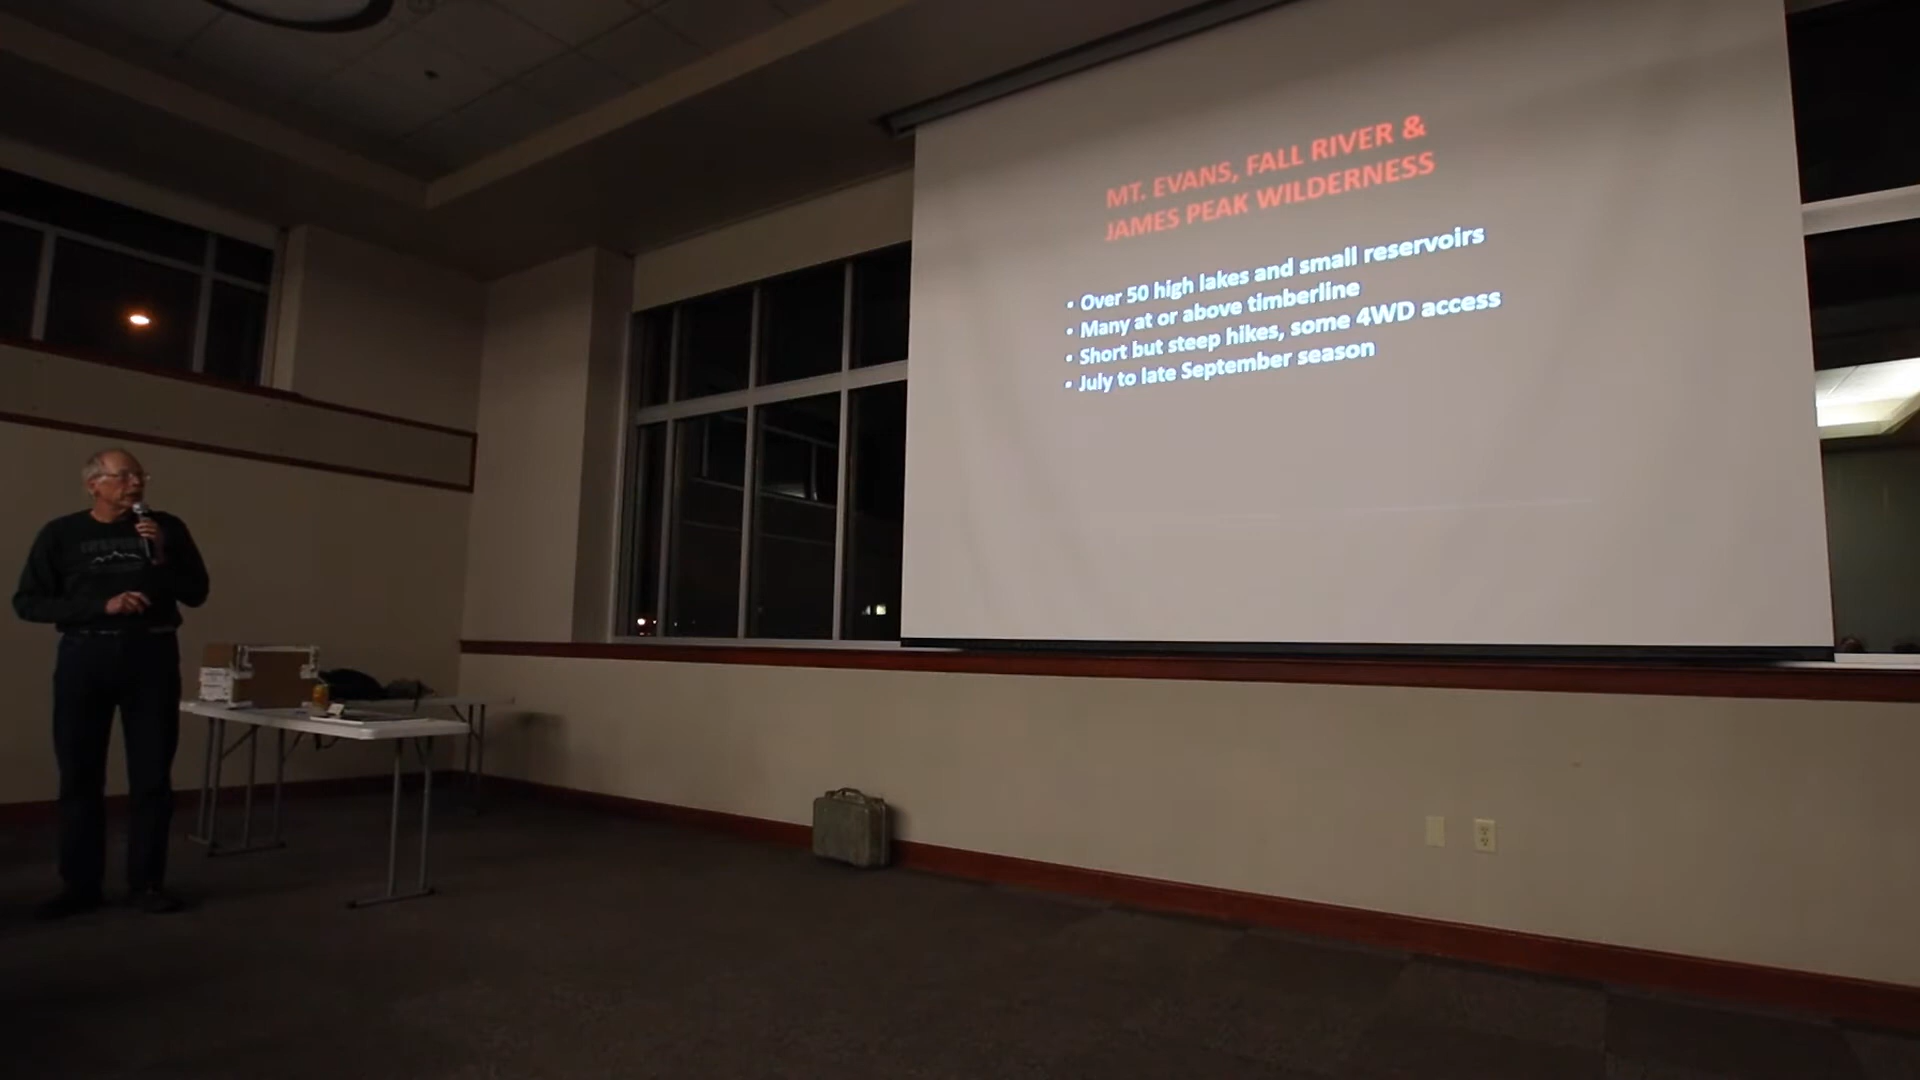 MT. EVANS, FALL RIVER &
JAMES PEAK WILDERNESS
• Over 50 high lakes and small reservoirs
• Many at or above timberline
• Short but steep hikes, some 4WD access
• July to late September season